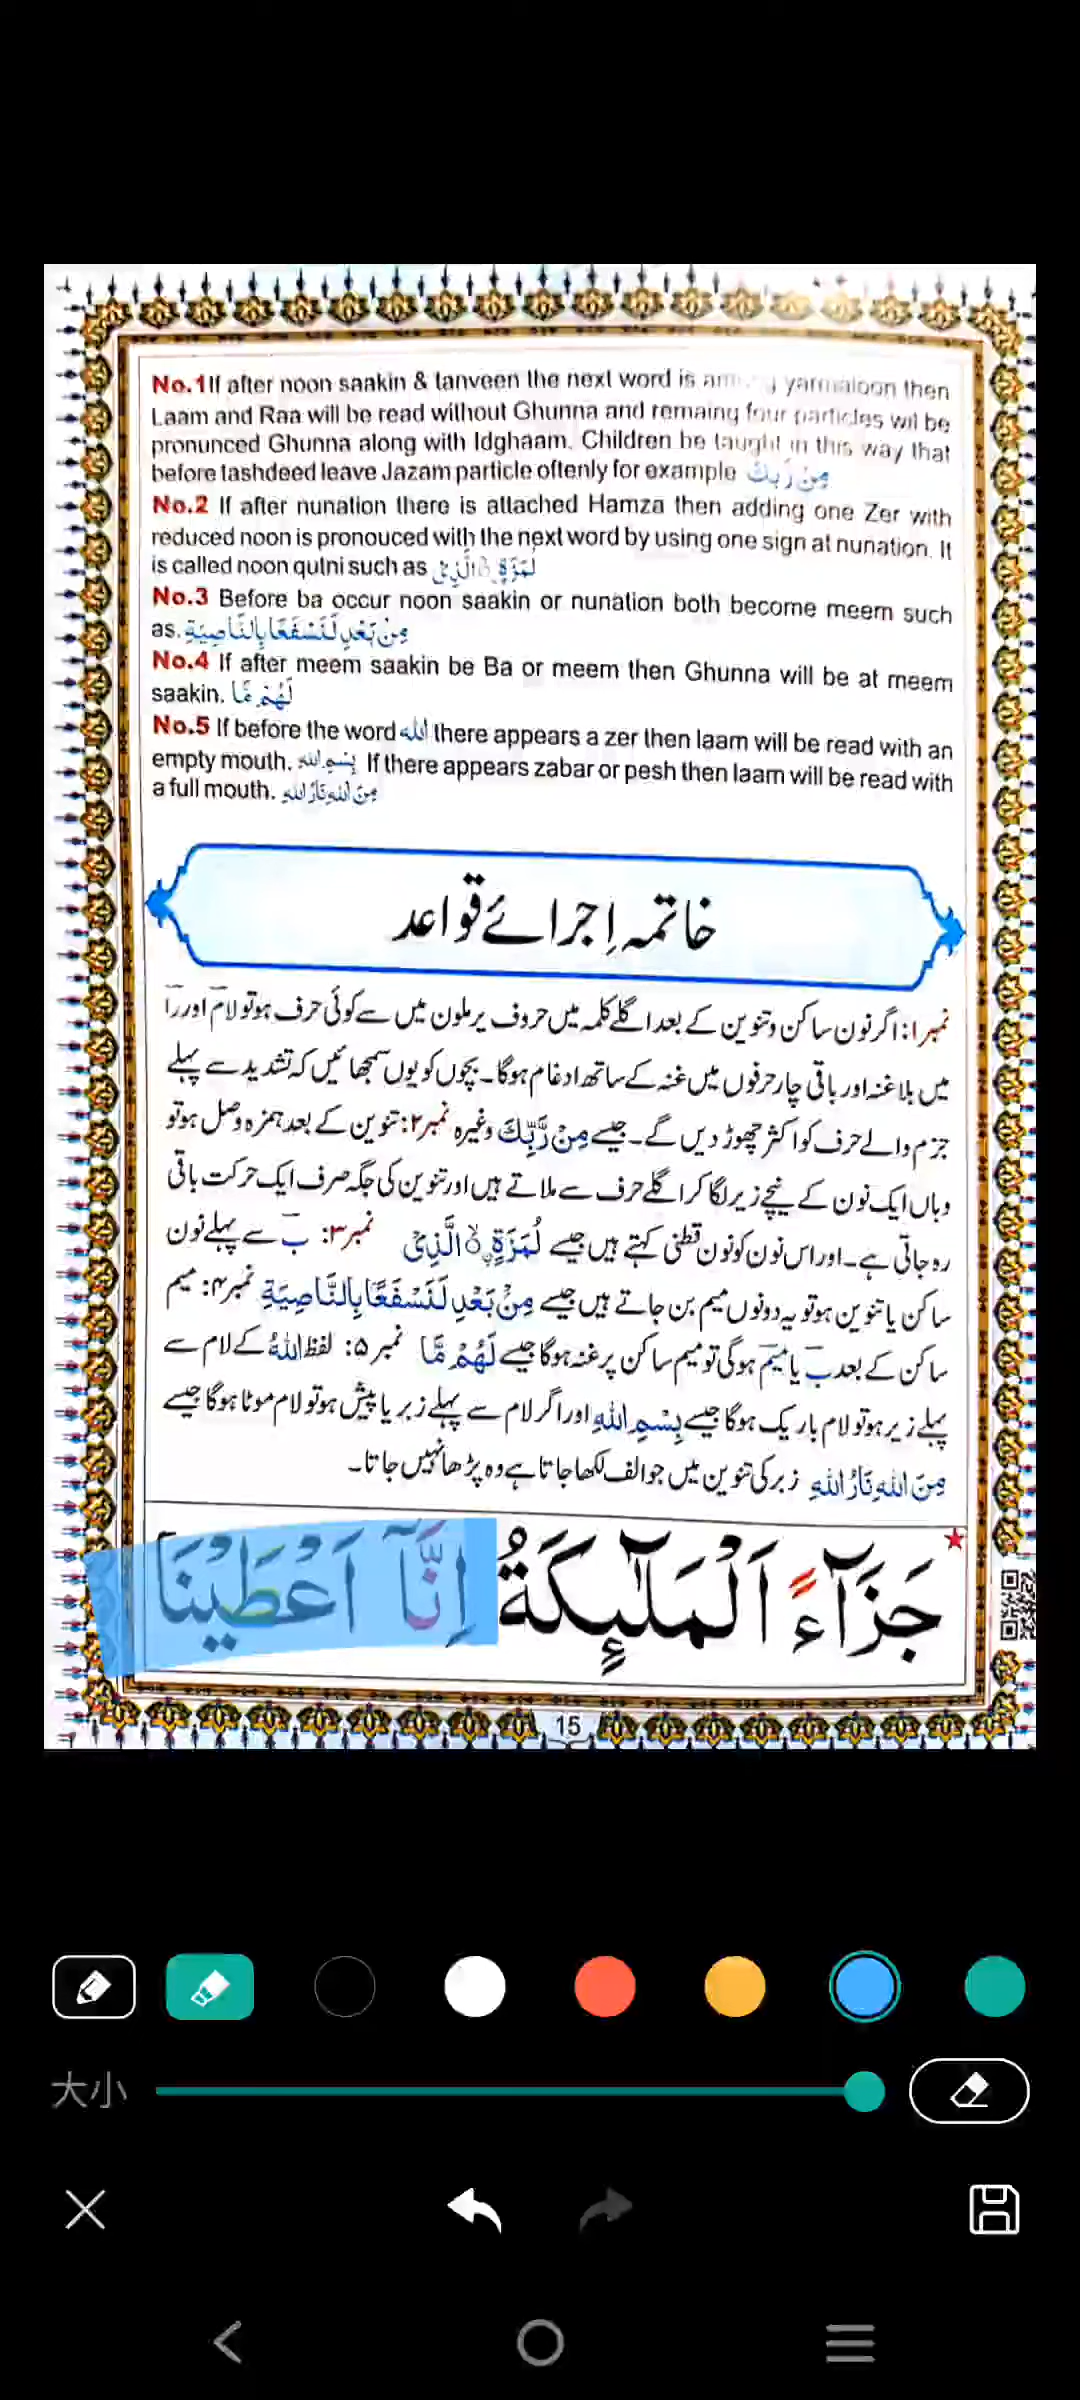 No.1 If after noon saakin & tanveen the next word is yarmaloon then
Laam and Raa will be read without Ghunna and remaing four particles wil be
pronunced Ghunna along with Idghaam. Children be taught in this way that
before tashdeed leave Jazam particle oftenly for example مِنْ رَّبِّكَ
No.2 If after nunation there is attached Hamza then adding one Zer with
reduced noon is pronouced with the next word by using one sign at nunation. It
is called noon qutni such as لُمَزَةِ ۨالَّذِیْ
No.3 Before ba occur noon saakin or nunation both become meem such
as. مِنْۢ بَعْدِ لَنَسْفَعًۢا بِالنَّاصِيَةِ
No.4 If after meem saakin be Ba or meem then Ghunna will be at meem
saakin. لَهُمْ مَّا
No.5 If before the word الله there appears a zer then laam will be read with an
empty mouth. بِسْمِ اللهِ If there appears zabar or pesh then laam will be read with
a full mouth. مِنَ اللهِ نَارُ اللهِ
خاتمہ اِجرائے قواعد
نمبر۱: اگر نون ساکن و تنوین کے بعد اگلے کلمہ میں حروف یرملون میں سے کوئی حرف ہو تو لام اور را
میں بلا غنہ اور باقی چار حرفوں میں غنہ کے ساتھ ادغام ہوگا۔ بچوں کو یوں سمجھائیں کہ تشدید سے پہلے
جزم والے حرف کو اکثر چھوڑ دیں گے۔ جیسے مِنْ رَّبِّكَ وغیرہ نمبر۲: تنوین کے بعد ہمزہ وصل ہو تو
وہاں ایک نون کے نیچے زیر لگا کر اگلے حرف سے ملاتے ہیں اور تنوین کی جگہ صرف ایک حرکت باقی
رہ جاتی ہے۔ اور اس نون کو نون قطنی کہتے ہیں جیسے لُمَزَةِ ۨالَّذِیْ نمبر۳: بَ سے پہلے نون
ساکن یا تنوین ہو تو یہ دونوں میم بن جاتے ہیں جیسے مِنْۢ بَعْدِ لَنَسْفَعًۢا بِالنَّاصِيَةِ نمبر۴: میم
ساکن کے بعد بَ یا میم ہوگی تو میم ساکن پر غنہ ہوگا جیسے لَهُمْ مَّا نمبر ۵: لفظ اللهُ کے لام سے
پہلے زیر ہو تو لام باریک ہوگا جیسے بِسْمِ اللهِ اور اگر لام سے پہلے زبر یا پیش ہو تو لام موٹا ہوگا جیسے
مِنَ اللهِ نَارُ اللهِ زبر کی تنوین میں جو الف لکھا جاتا ہے وہ پڑھا نہیں جاتا۔
جَزَآءً اَلْمَلٰٓئِكَةُ اِنَّآ اَعْطَيْنَا
15
大小